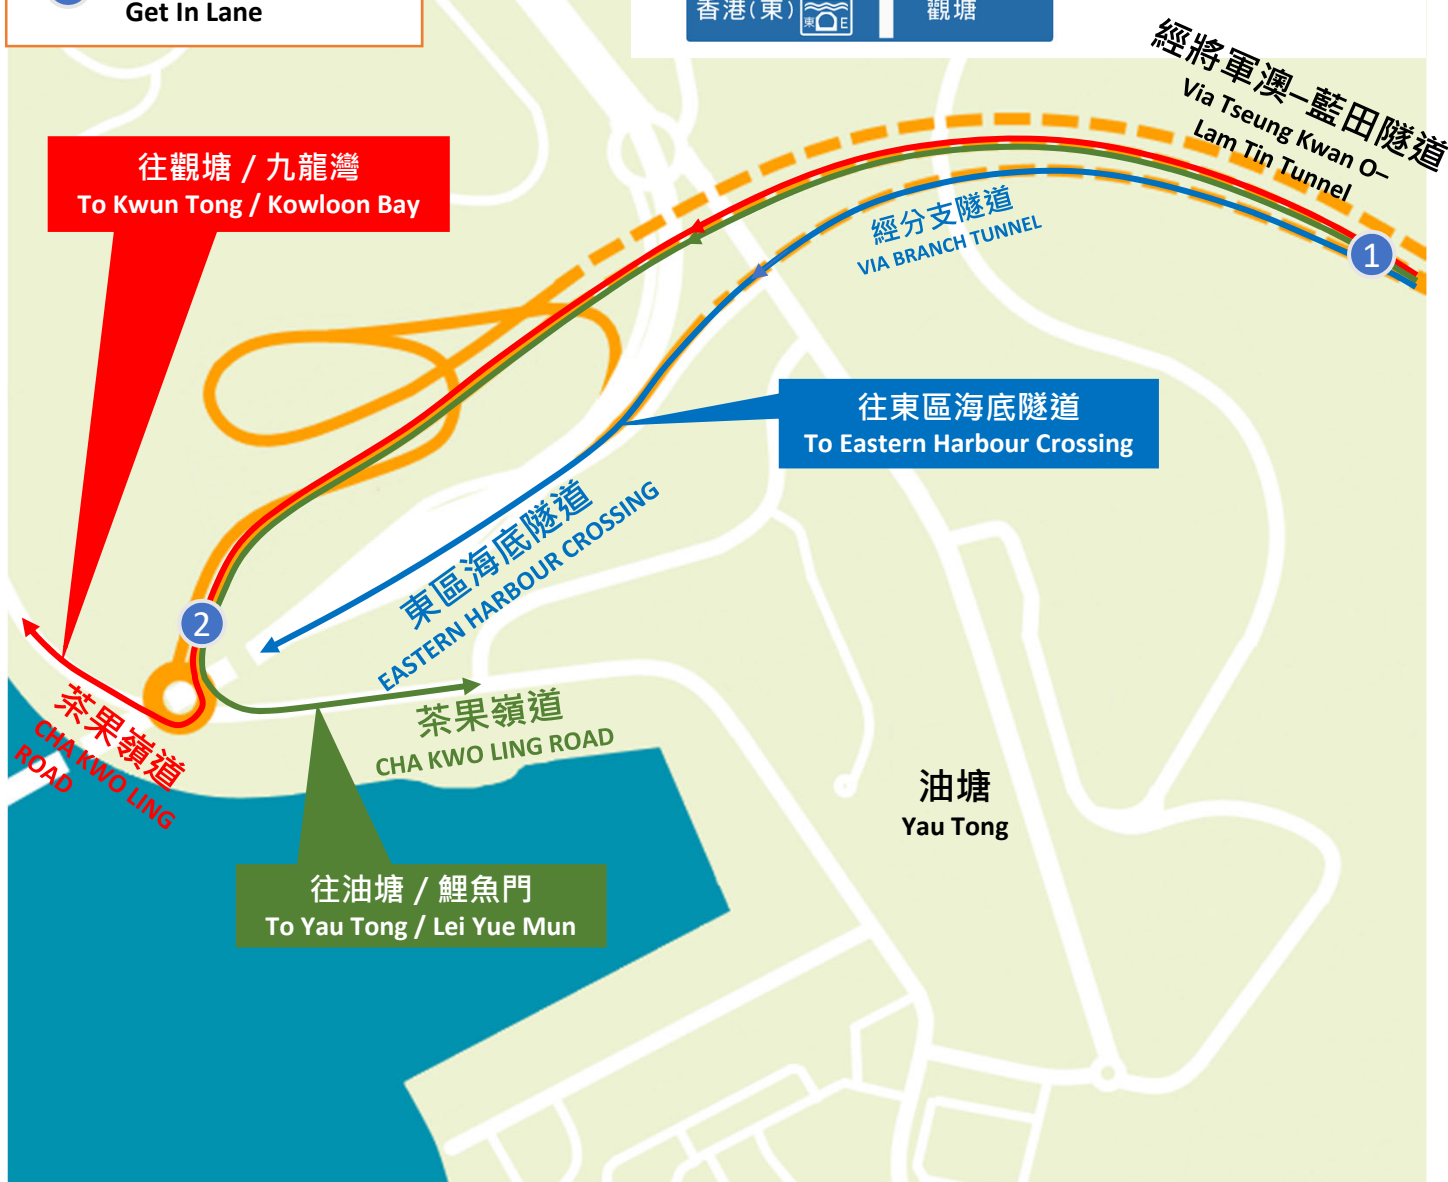 Get In Lane
香港(東)
東 E
觀塘
經將軍澳–藍田隧道
Via Tseung Kwan O–
Lam Tin Tunnel
往觀塘 / 九龍灣
To Kwun Tong / Kowloon Bay
經分支隧道
VIA BRANCH TUNNEL
1
往東區海底隧道
To Eastern Harbour Crossing
東區海底隧道
EASTERN HARBOUR CROSSING
2
茶果嶺道
CHA KWO LING
ROAD
茶果嶺道
CHA KWO LING ROAD
油塘
Yau Tong
往油塘 / 鯉魚門
To Yau Tong / Lei Yue Mun